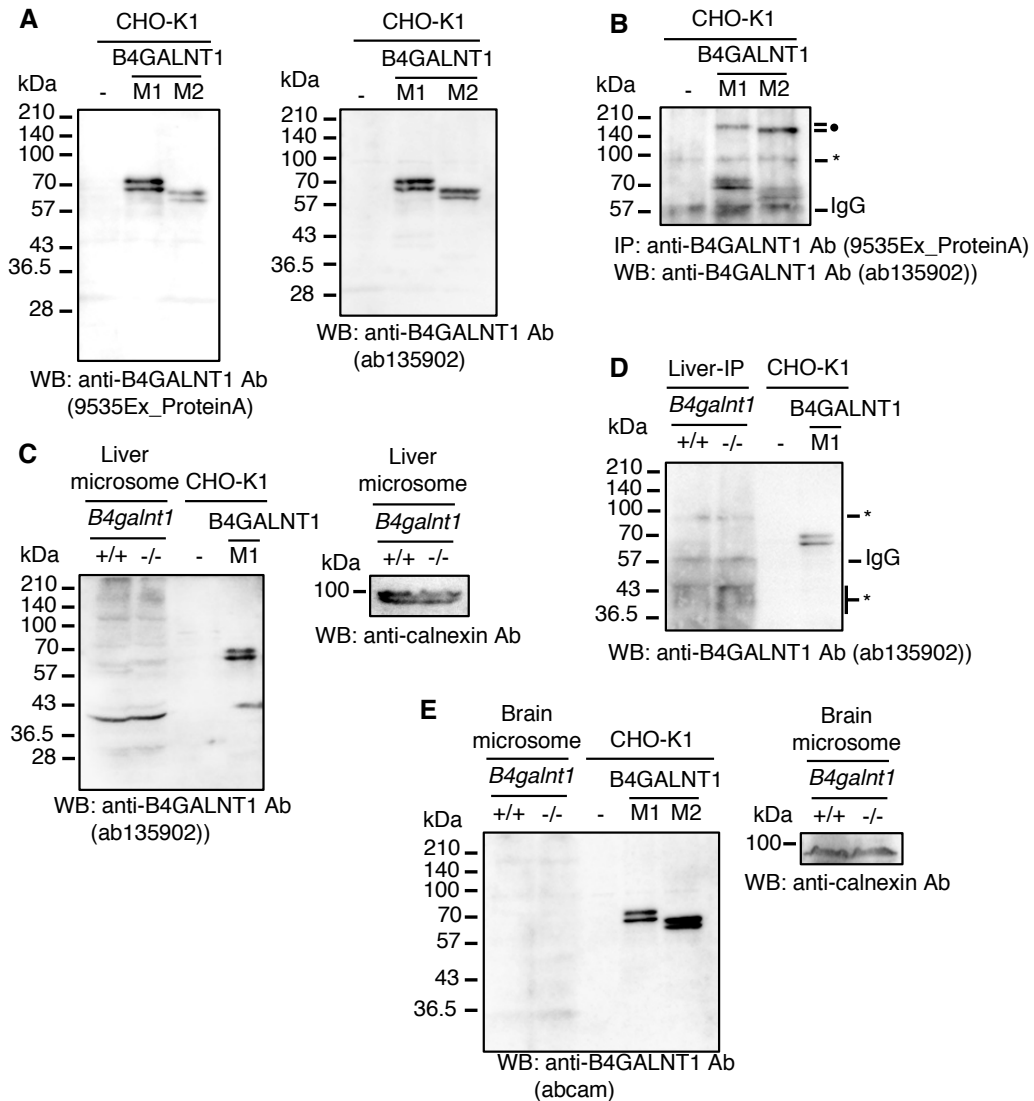 A
CHO-K1
B4GALNT1
kDa
- M1 M2
210
140
100
70
57
43
36.5
28
WB: anti-B4GALNT1 Ab
(9535Ex_ProteinA)
CHO-K1
B4GALNT1
kDa
- M1 M2
210
140
100
70
57
43
36.5
28
WB: anti-B4GALNT1 Ab
(ab135902)
B
CHO-K1
B4GALNT1
kDa
- M1 M2
210
140
100
70
57
*
IgG
IP: anti-B4GALNT1 Ab (9535Ex_ProteinA)
WB: anti-B4GALNT1 Ab (ab135902))
C
Liver
microsome
CHO-K1
B4galnt1
B4GALNT1
kDa
+/+ -/- - M1
210
140
100
70
57
43
36.5
28
WB: anti-B4GALNT1 Ab
(ab135902))
Liver
microsome
B4galnt1
kDa
+/+ -/-
100
WB: anti-calnexin Ab
D
Liver-IP CHO-K1
B4galnt1 B4GALNT1
kDa
+/+ -/- - M1
210
140
100
70
57
43
36.5
*
IgG
*
WB: anti-B4GALNT1 Ab (ab135902))
E
Brain
microsome
CHO-K1
B4galnt1
B4GALNT1
kDa
+/+ -/- - M1 M2
210
140
100
70
57
43
36.5
WB: anti-B4GALNT1 Ab
(abcam)
Brain
microsome
B4galnt1
kDa
+/+ -/-
100
WB: anti-calnexin Ab